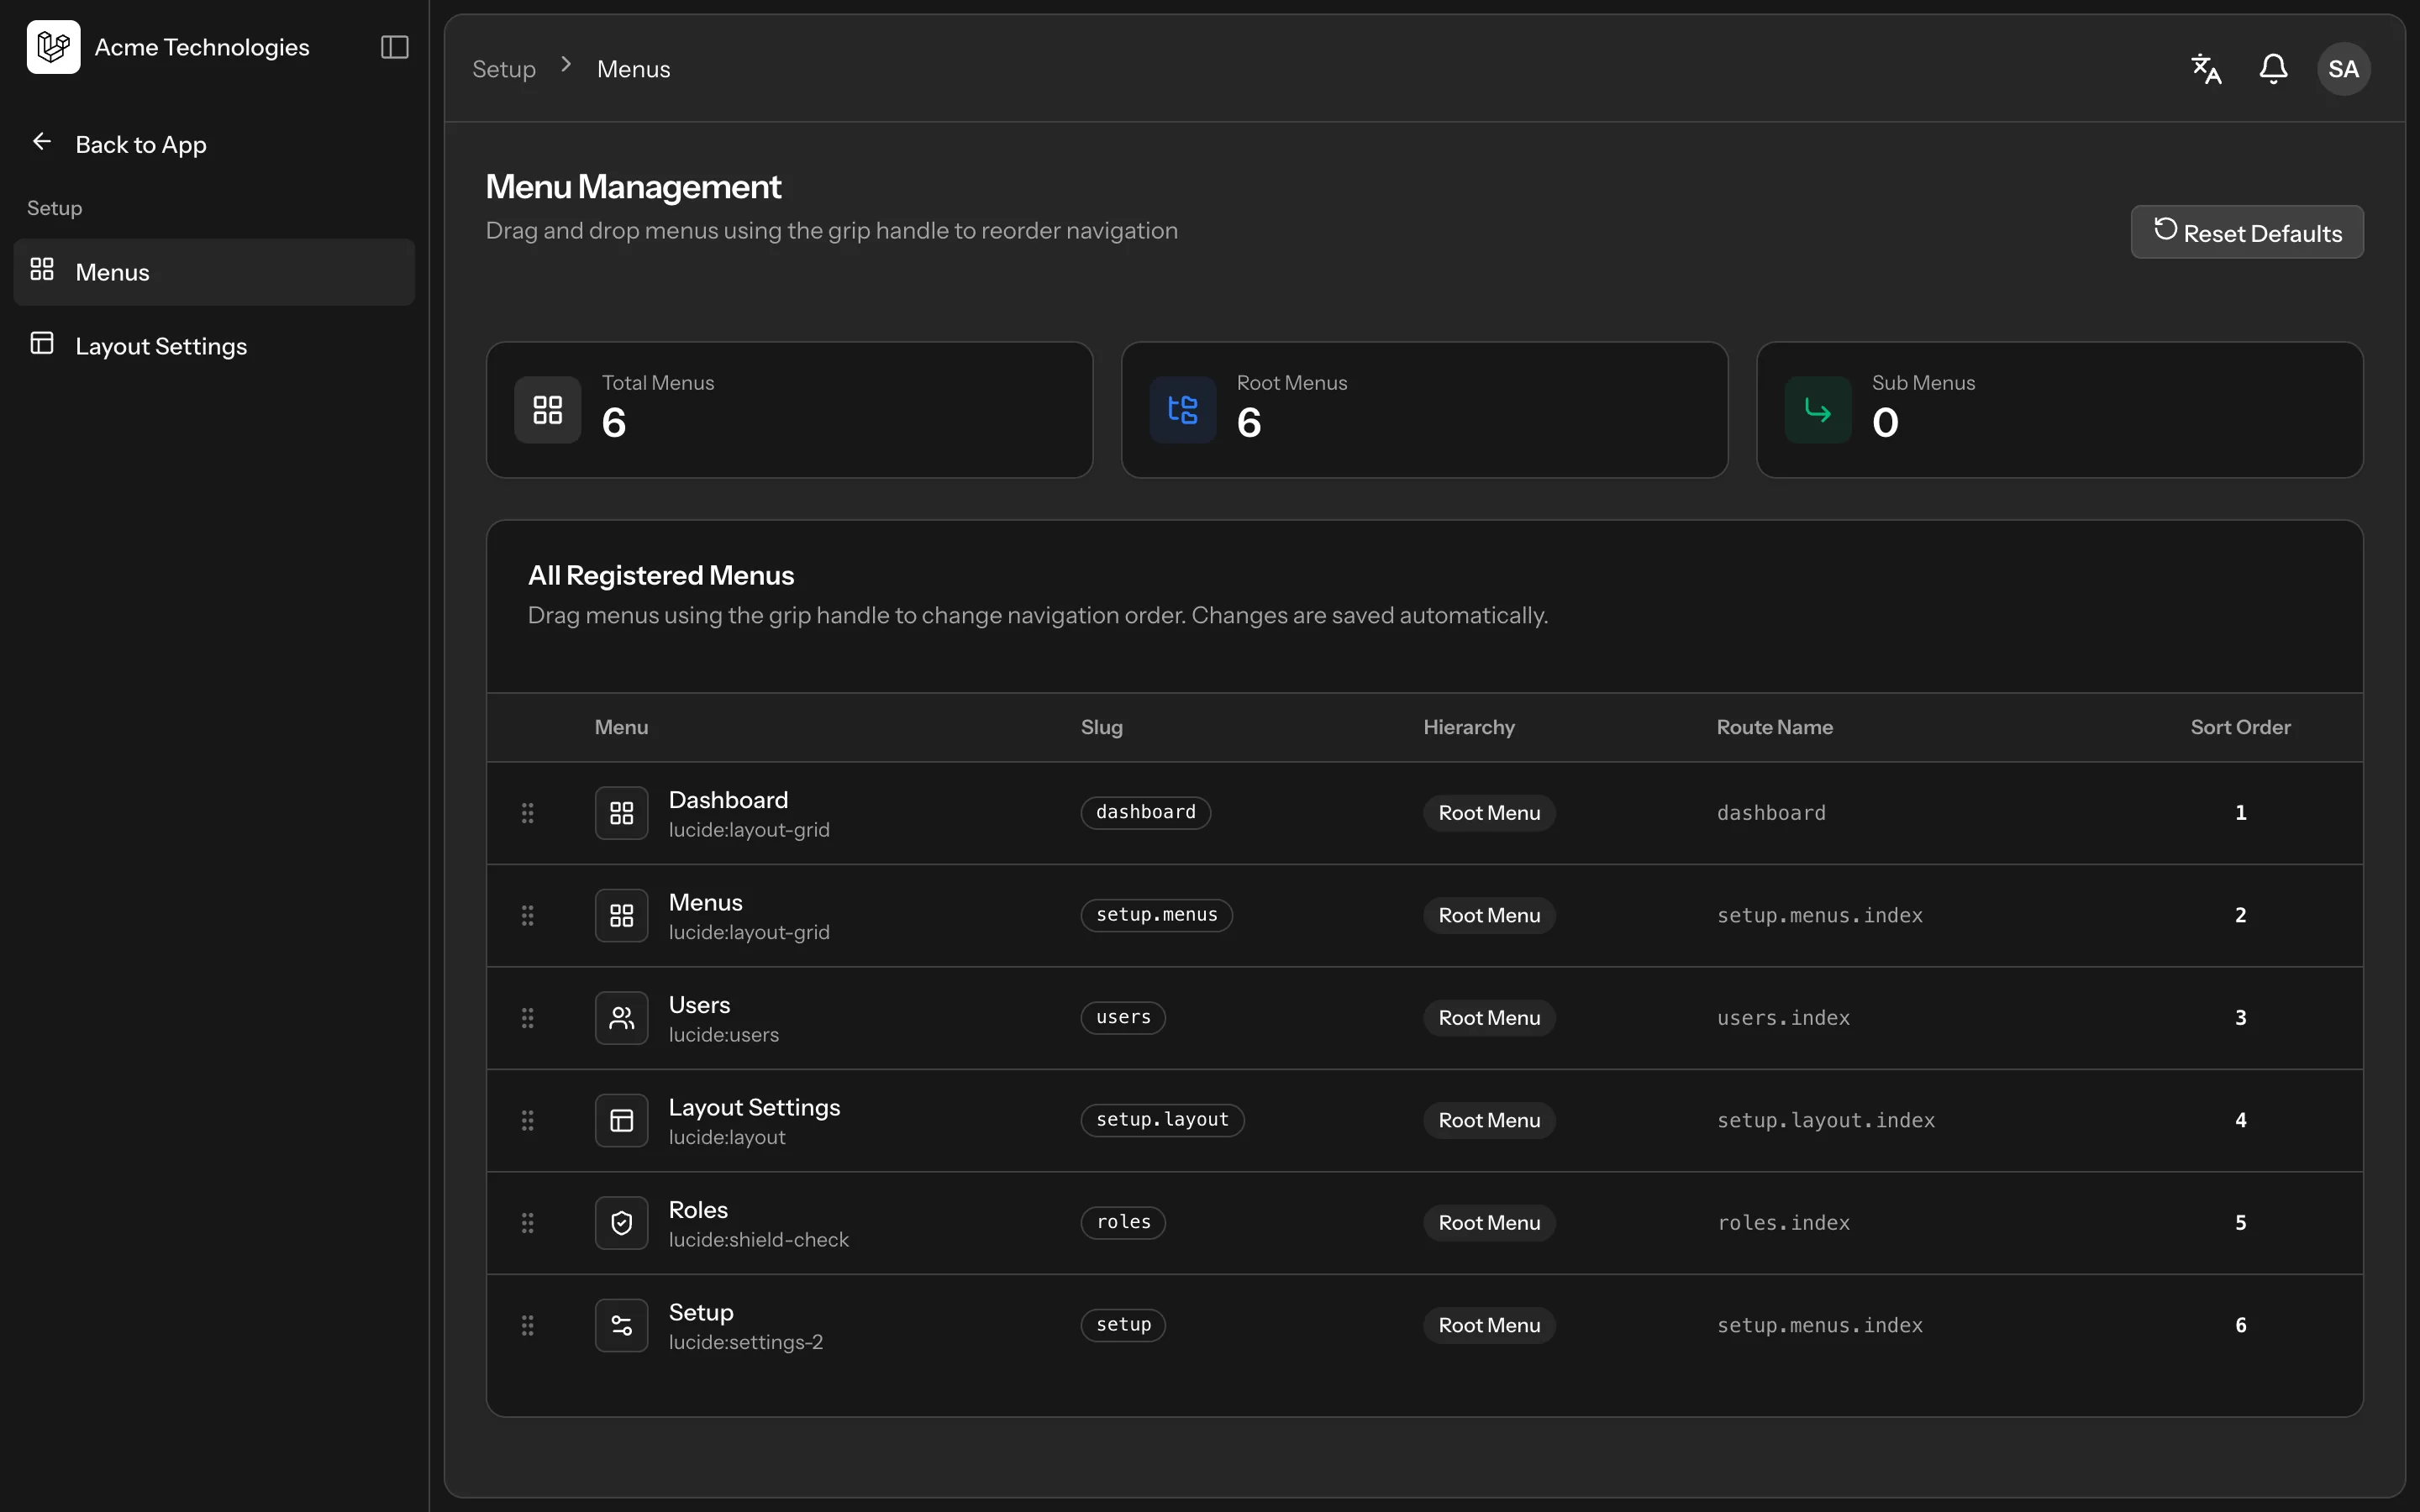 Acme Technologies
Back to App
Setup
Menus
Layout Settings
Setup > Menus
SA
Menu Management
Drag and drop menus using the grip handle to reorder navigation
Reset Defaults
Total Menus
6
Root Menus
6
Sub Menus
0
All Registered Menus
Drag menus using the grip handle to change navigation order. Changes are saved automatically.
Menu Slug Hierarchy Route Name Sort Order
Dashboard
lucide:layout-grid
dashboard Root Menu dashboard 1
Menus
lucide:layout-grid
setup.menus Root Menu setup.menus.index 2
Users
lucide:users
users Root Menu users.index 3
Layout Settings
lucide:layout
setup.layout Root Menu setup.layout.index 4
Roles
lucide:shield-check
roles Root Menu roles.index 5
Setup
lucide:settings-2
setup Root Menu setup.menus.index 6